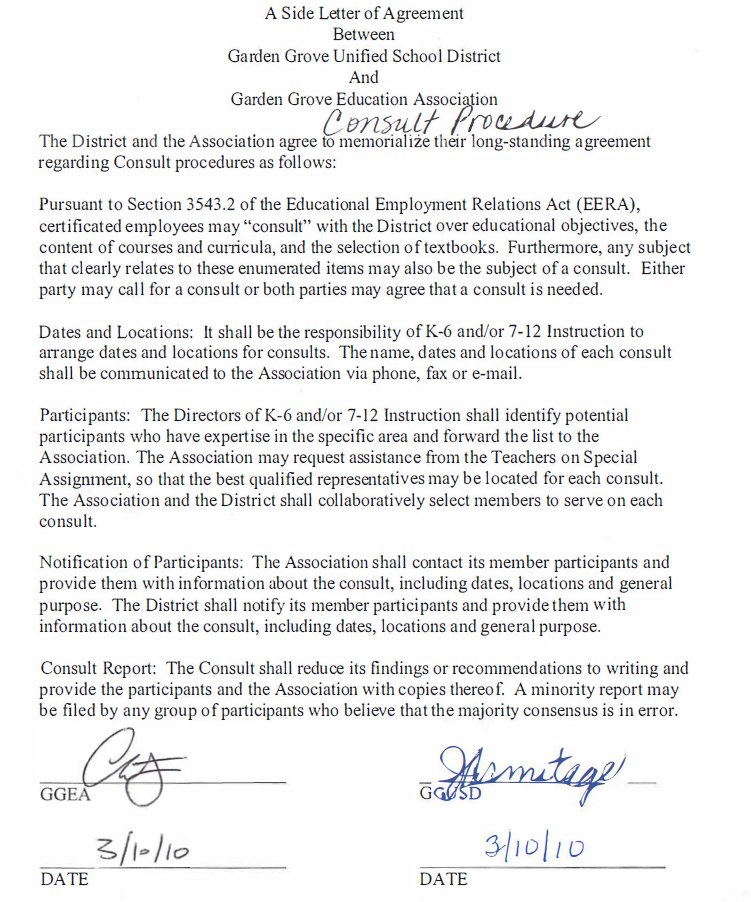 A Side Letter of Agreement
Between
Garden Grove Unified School District
And
Garden Grove Education Association
Consult Procedure
The District and the Association agree to memorialize their long-standing agreement
regarding Consult procedures as follows:
Pursuant to Section 3543.2 of the Educational Employment Relations Act (EERA),
certificated employees may “consult” with the District over educational objectives, the
content of courses and curricula, and the selection of textbooks. Furthermore, any subject
that clearly relates to these enumerated items may also be the subject of a consult. Either
party may call for a consult or both parties may agree that a consult is needed.
Dates and Locations: It shall be the responsibility of K-6 and/or 7-12 Instruction to
arrange dates and locations for consults. The name, dates and locations of each consult
shall be communicated to the Association via phone, fax or e-mail.
Participants: The Directors of K-6 and/or 7-12 Instruction shall identify potential
participants who have expertise in the specific area and forward the list to the
Association. The Association may request assistance from the Teachers on Special
Assignment, so that the best qualified representatives may be located for each consult.
The Association and the District shall collaboratively select members to serve on each
consult.
Notification of Participants: The Association shall contact its member participants and
provide them with information about the consult, including dates, locations and general
purpose. The District shall notify its member participants and provide them with
information about the consult, including dates, locations and general purpose.
Consult Report: The Consult shall reduce its findings or recommendations to writing and
provide the participants and the Association with copies thereof. A minority report may
be filed by any group of participants who believe that the majority consensus is in error.
Armitage
GGEA GGUSD
3/10/10 3/10/10
DATE DATE